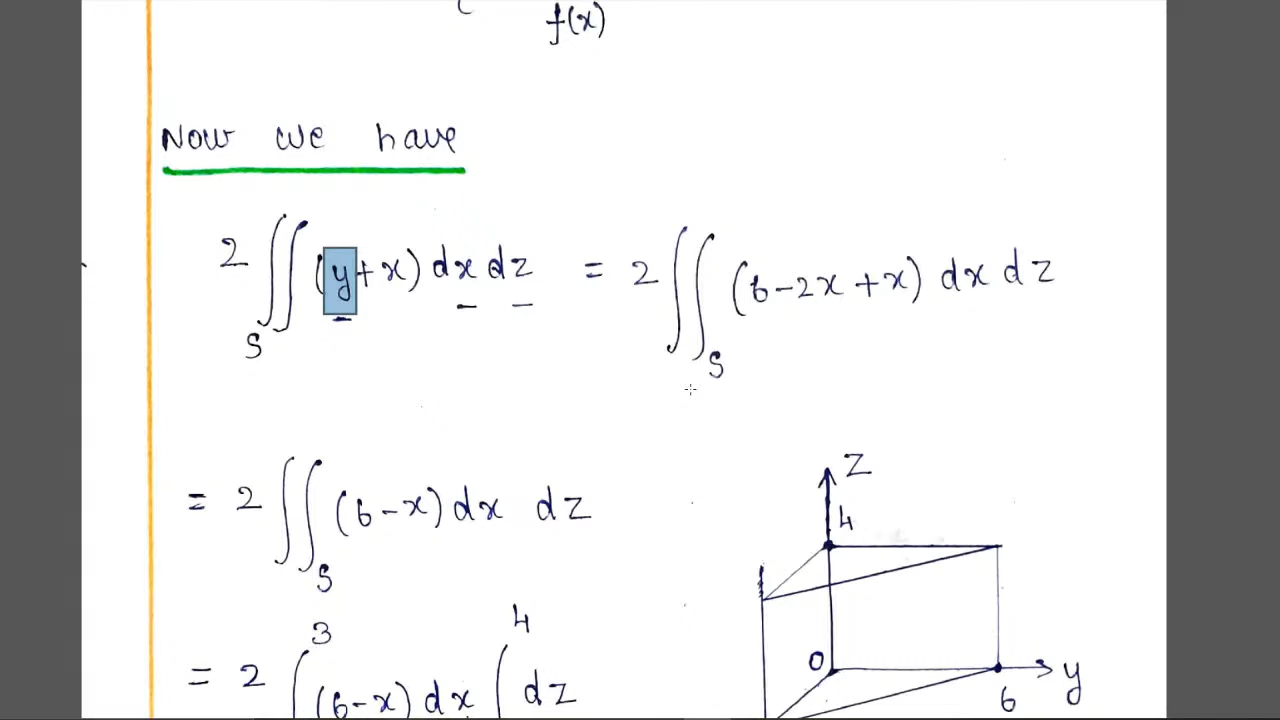 f(x)
Now we have
2 ∬_S (y+x) dx dz = 2 ∬_S (6-2x+x) dx dz
= 2 ∬_S (6-x) dx dz
= 2 ∫^3 (6-x) dx ∫^4 dz
Z
4
0
y
6